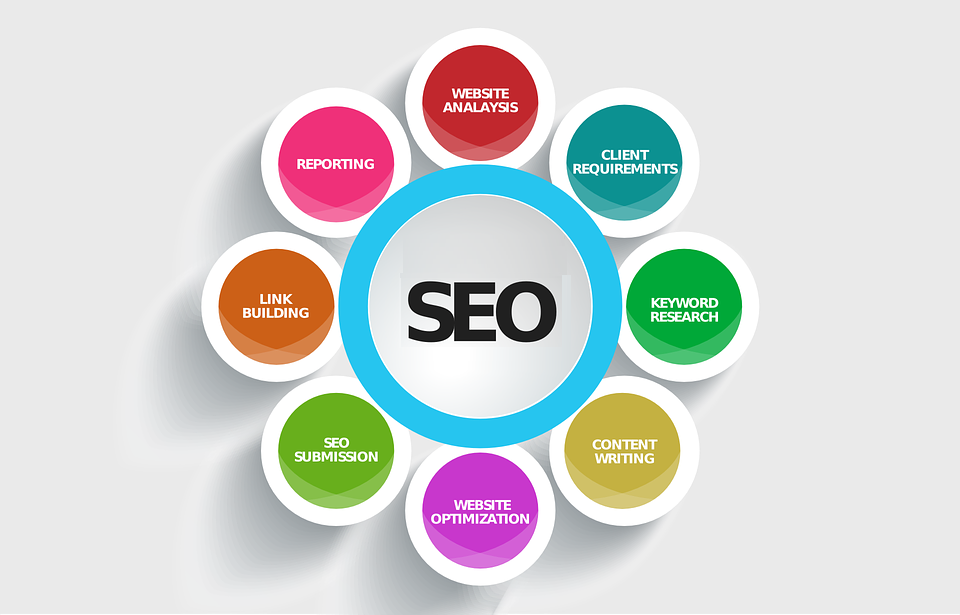 WEBSITE
ANALAYSIS
CLIENT
REQUIREMENTS
KEYWORD
RESEARCH
CONTENT
WRITING
WEBSITE
OPTIMIZATION
SEO
SUBMISSION
LINK
BUILDING
REPORTING
SEO